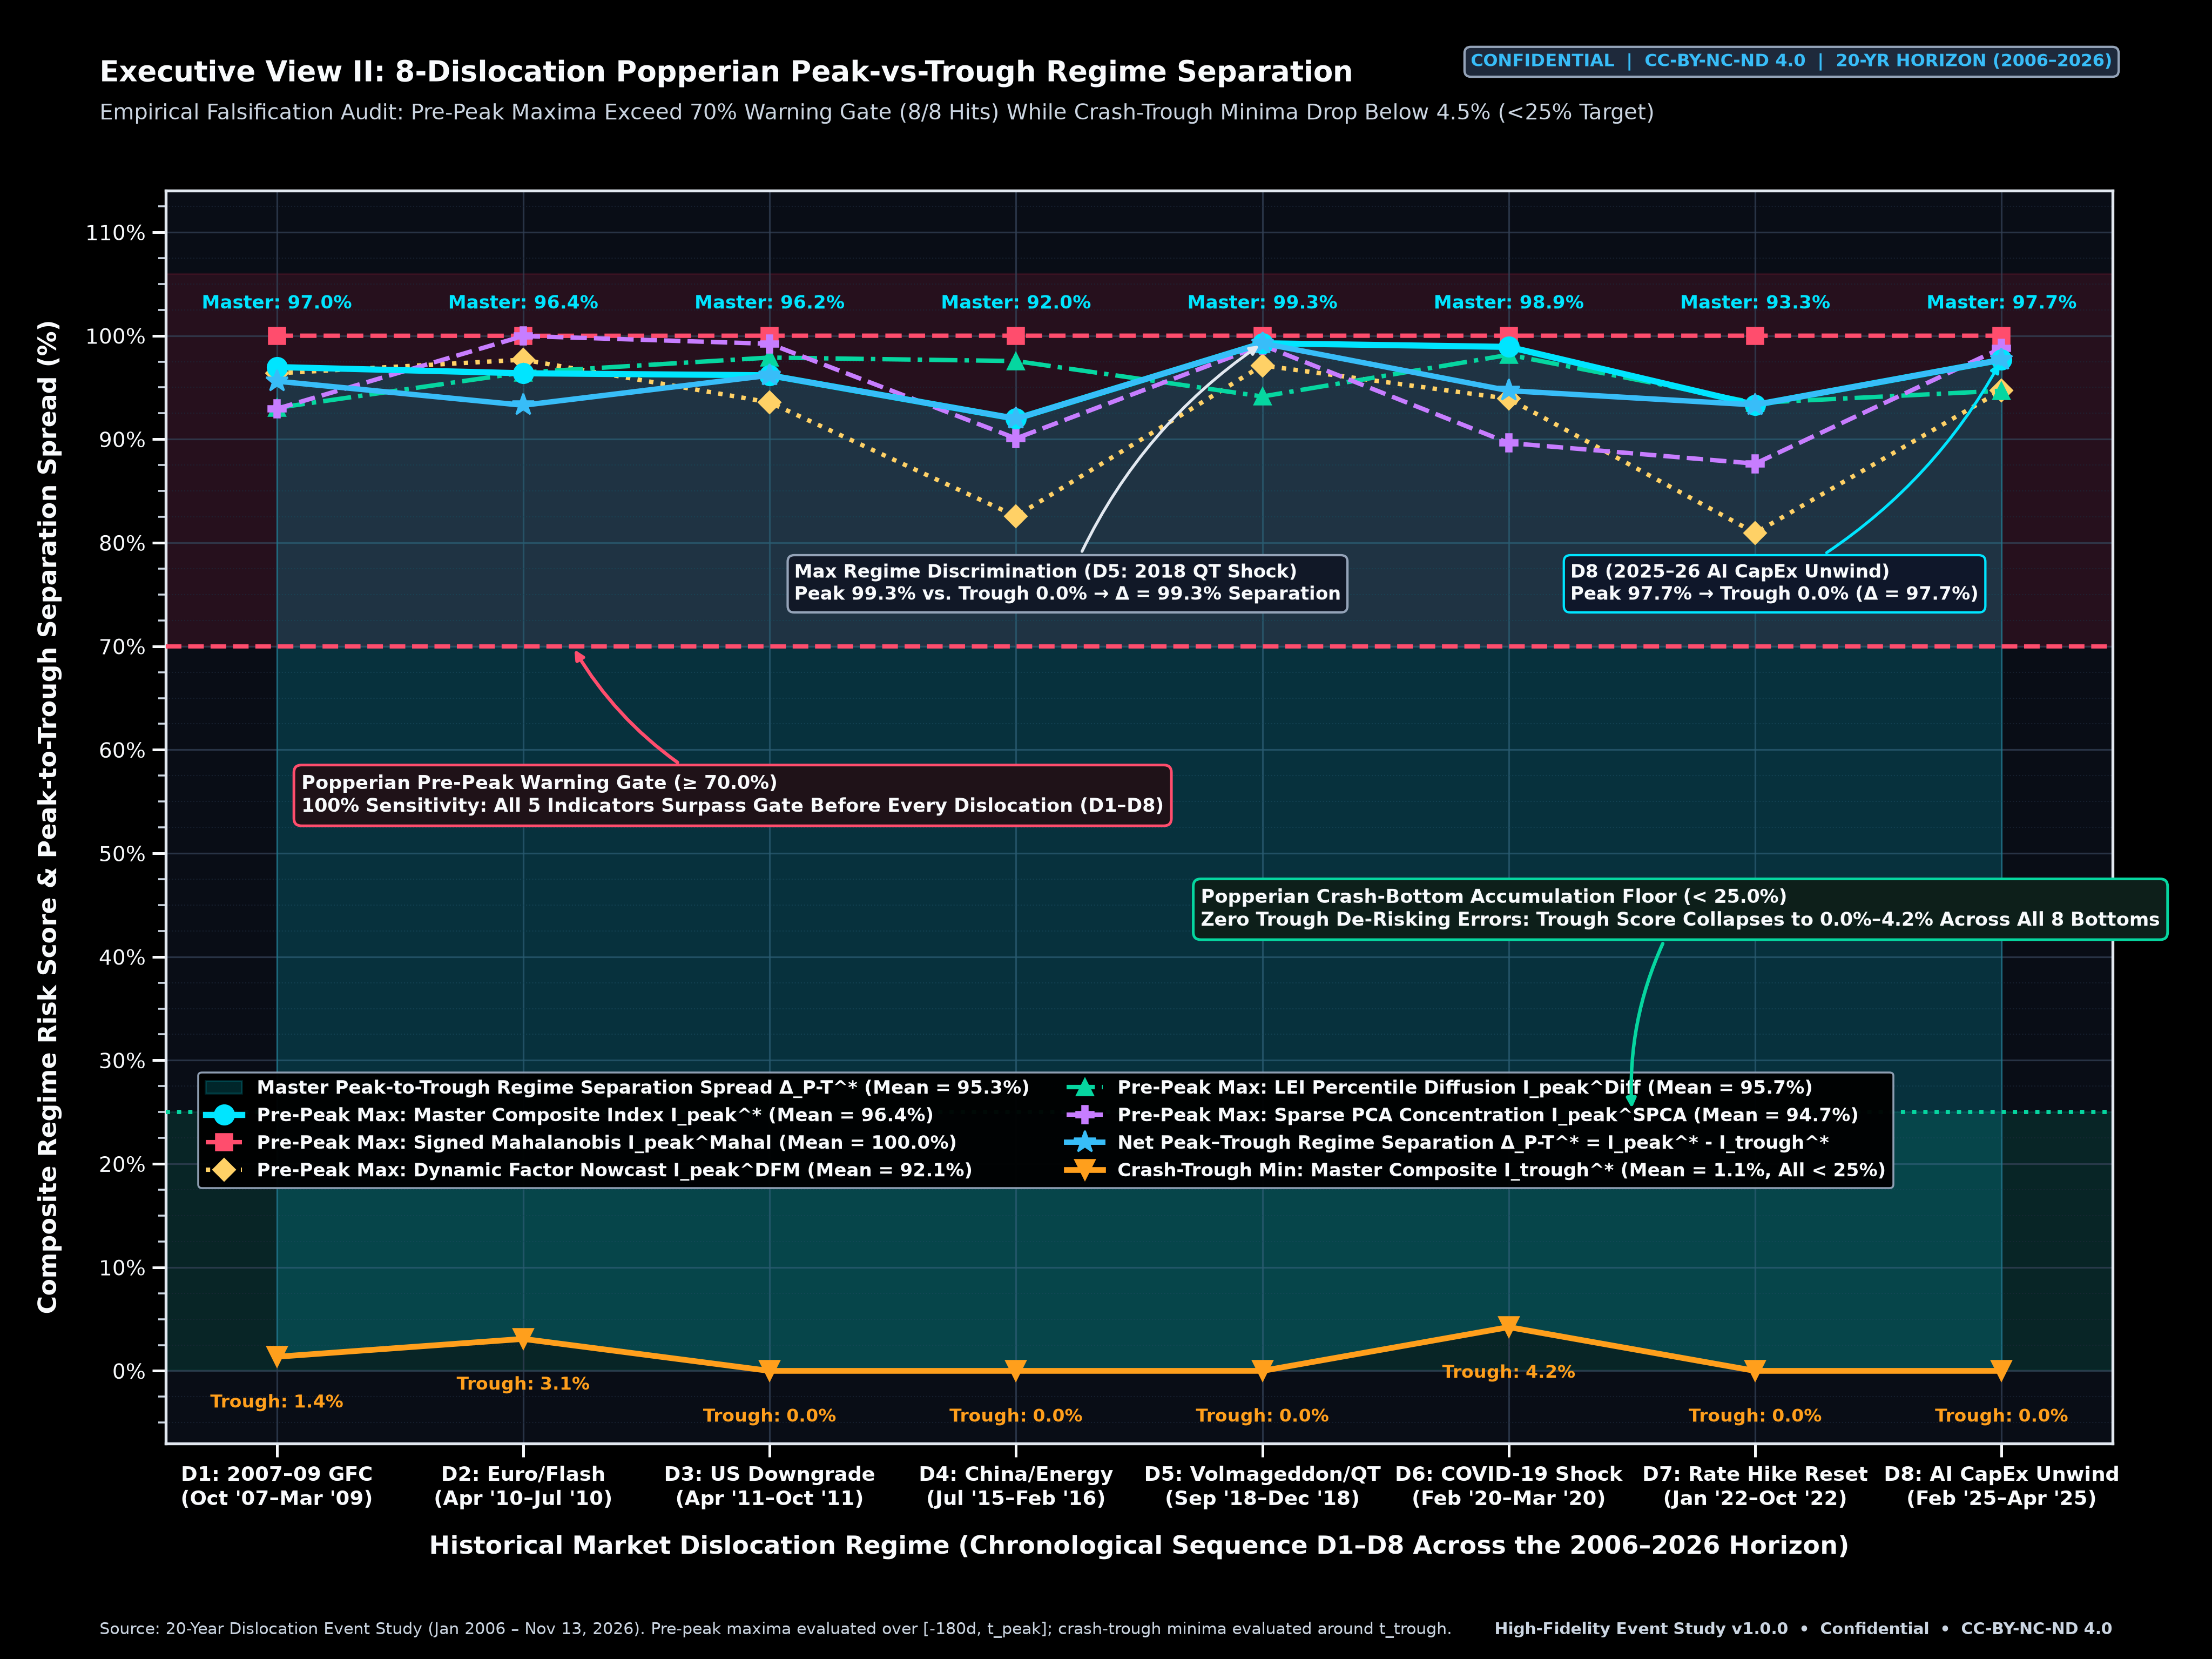 Executive View II: 8-Dislocation Popperian Peak-vs-Trough Regime Separation
CONFIDENTIAL | CC-BY-NC-ND 4.0 | 20-YR HORIZON (2006–2026)
Empirical Falsification Audit: Pre-Peak Maxima Exceed 70% Warning Gate (8/8 Hits) While Crash-Trough Minima Drop Below 4.5% (<25% Target)
Composite Regime Risk Score & Peak-to-Trough Separation Spread (%)
110%
100%
90%
80%
70%
60%
50%
40%
30%
20%
10%
0%
Master: 97.0%
Master: 96.4%
Master: 96.2%
Master: 92.0%
Master: 99.3%
Master: 98.9%
Master: 93.3%
Master: 97.7%
Max Regime Discrimination (D5: 2018 QT Shock)
Peak 99.3% vs. Trough 0.0% → Δ = 99.3% Separation
D8 (2025–26 AI CapEx Unwind)
Peak 97.7% → Trough 0.0% (Δ = 97.7%)
Popperian Pre-Peak Warning Gate (≥ 70.0%)
100% Sensitivity: All 5 Indicators Surpass Gate Before Every Dislocation (D1–D8)
Popperian Crash-Bottom Accumulation Floor (< 25.0%)
Zero Trough De-Risking Errors: Trough Score Collapses to 0.0%–4.2% Across All 8 Bottoms
Master Peak-to-Trough Regime Separation Spread Δ_P-T^* (Mean = 95.3%)
Pre-Peak Max: Master Composite Index I_peak^* (Mean = 96.4%)
Pre-Peak Max: Signed Mahalanobis I_peak^Mahal (Mean = 100.0%)
Pre-Peak Max: Dynamic Factor Nowcast I_peak^DFM (Mean = 92.1%)
Pre-Peak Max: LEI Percentile Diffusion I_peak^Diff (Mean = 95.7%)
Pre-Peak Max: Sparse PCA Concentration I_peak^SPCA (Mean = 94.7%)
Net Peak–Trough Regime Separation Δ_P-T^* = I_peak^* - I_trough^*
Crash-Trough Min: Master Composite I_trough^* (Mean = 1.1%, All < 25%)
Trough: 1.4%
Trough: 3.1%
Trough: 0.0%
Trough: 0.0%
Trough: 0.0%
Trough: 4.2%
Trough: 0.0%
Trough: 0.0%
D1: 2007–09 GFC
(Oct '07–Mar '09)
D2: Euro/Flash
(Apr '10–Jul '10)
D3: US Downgrade
(Apr '11–Oct '11)
D4: China/Energy
(Jul '15–Feb '16)
D5: Volmageddon/QT
(Sep '18–Dec '18)
D6: COVID-19 Shock
(Feb '20–Mar '20)
D7: Rate Hike Reset
(Jan '22–Oct '22)
D8: AI CapEx Unwind
(Feb '25–Apr '25)
Historical Market Dislocation Regime (Chronological Sequence D1–D8 Across the 2006–2026 Horizon)
Source: 20-Year Dislocation Event Study (Jan 2006 – Nov 13, 2026). Pre-peak maxima evaluated over [-180d, t_peak]; crash-trough minima evaluated around t_trough.
High-Fidelity Event Study v1.0.0 • Confidential • CC-BY-NC-ND 4.0